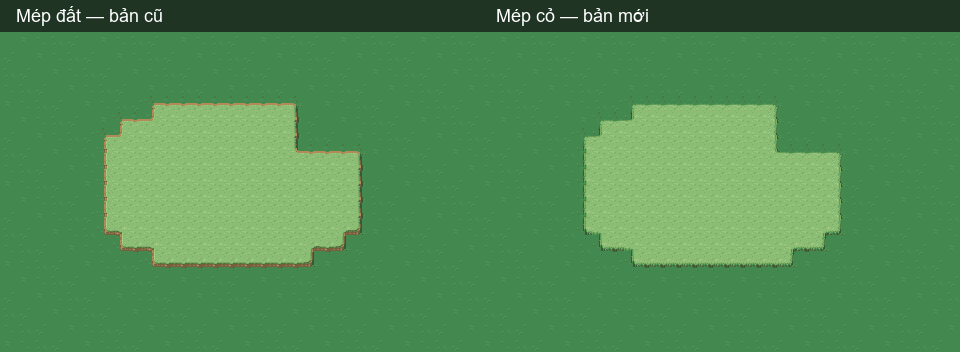 Mép đất — bản cũ
Mép cỏ — bản mới